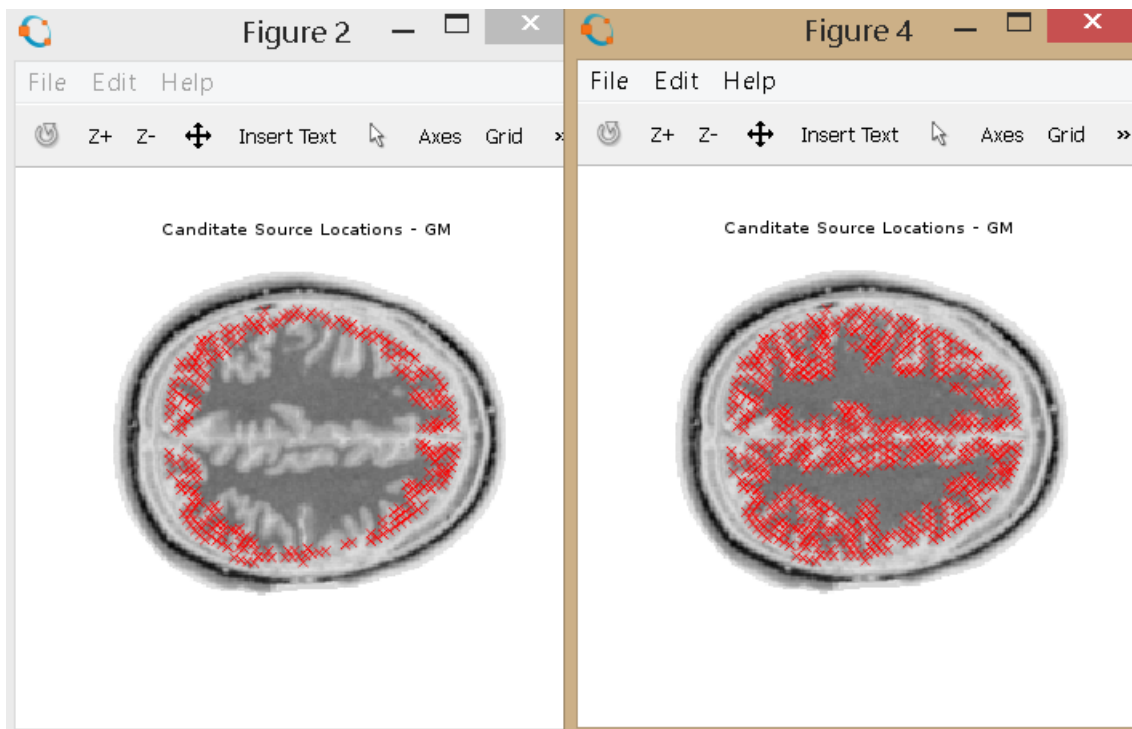 Figure 2
File Edit Help
Z+ Z- Insert Text Axes Grid »
Canditate Source Locations - GM
Figure 4
File Edit Help
Z+ Z- Insert Text Axes Grid »
Canditate Source Locations - GM